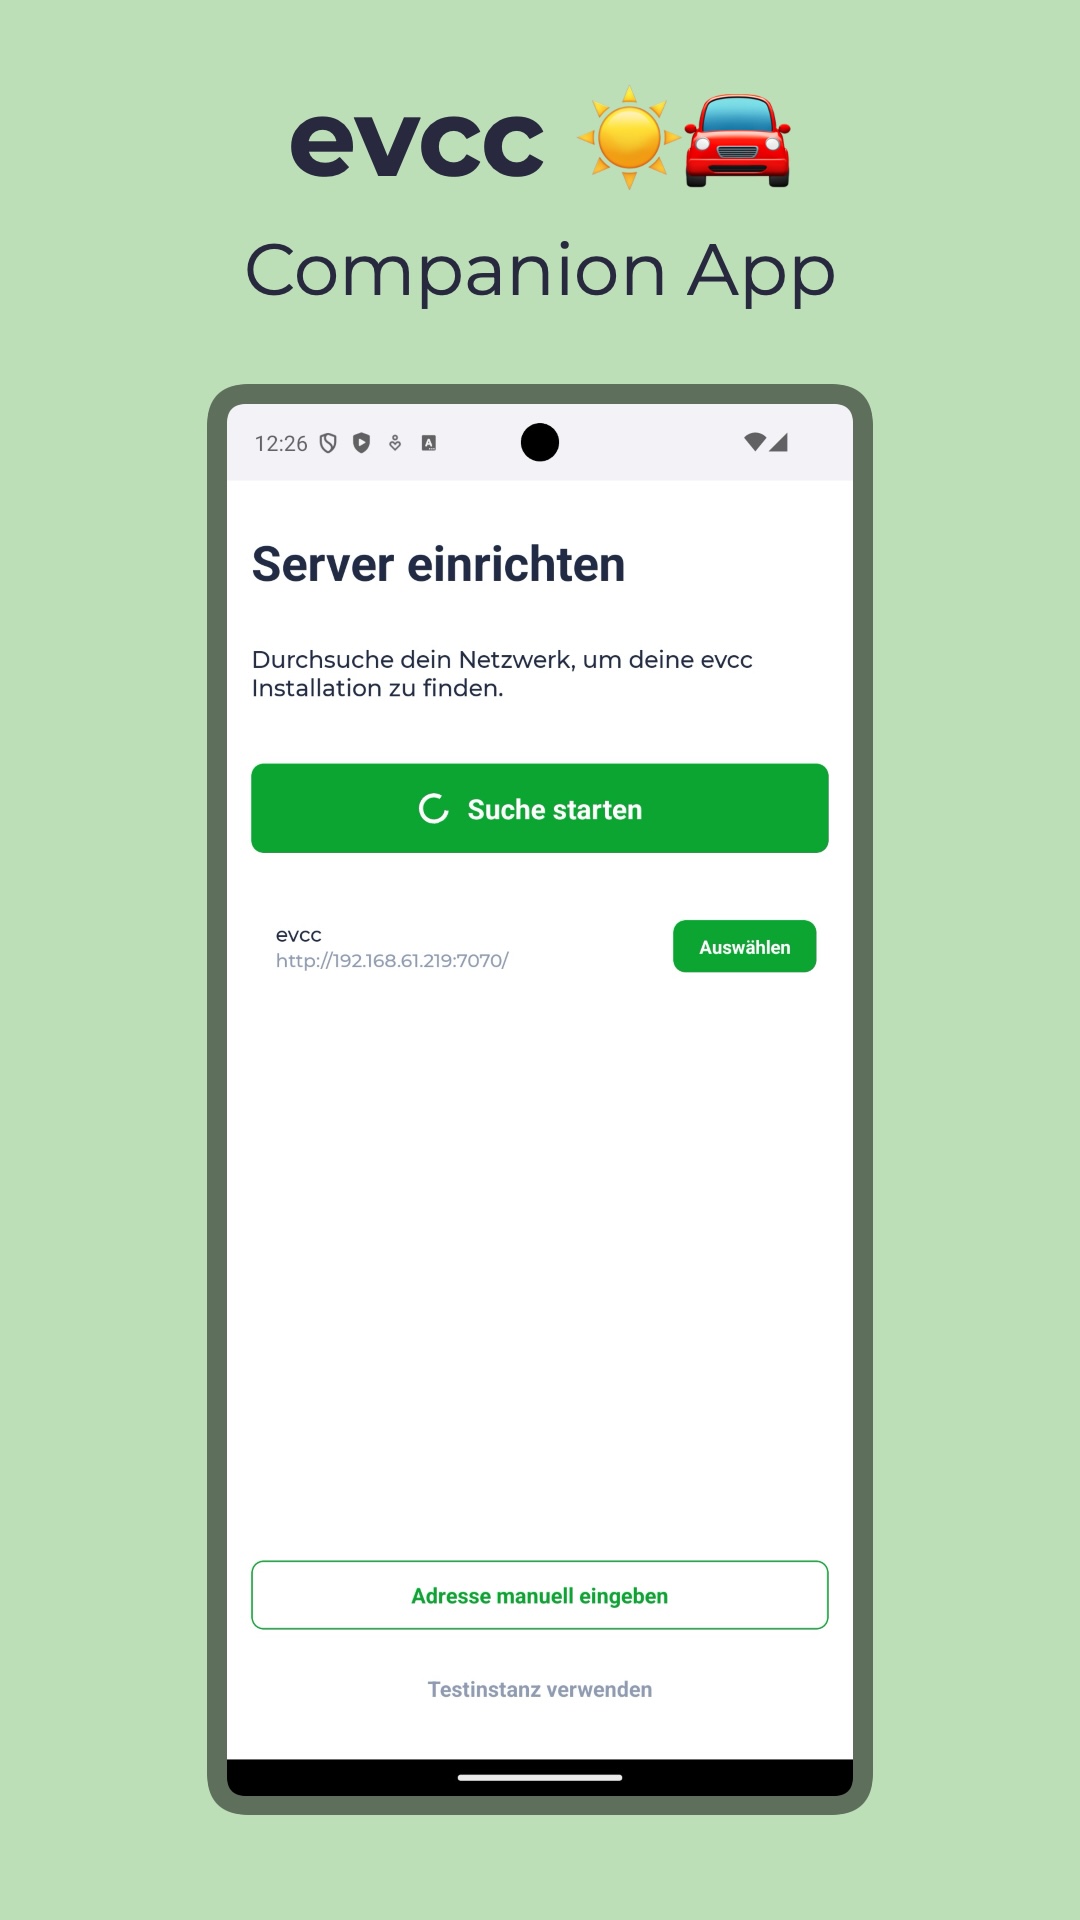 evcc ☀️🚘
Companion App
12:26
Server einrichten
Durchsuche dein Netzwerk, um deine evcc
Installation zu finden.
Suche starten
evcc
http://192.168.61.219:7070/
Auswählen
Adresse manuell eingeben
Testinstanz verwenden